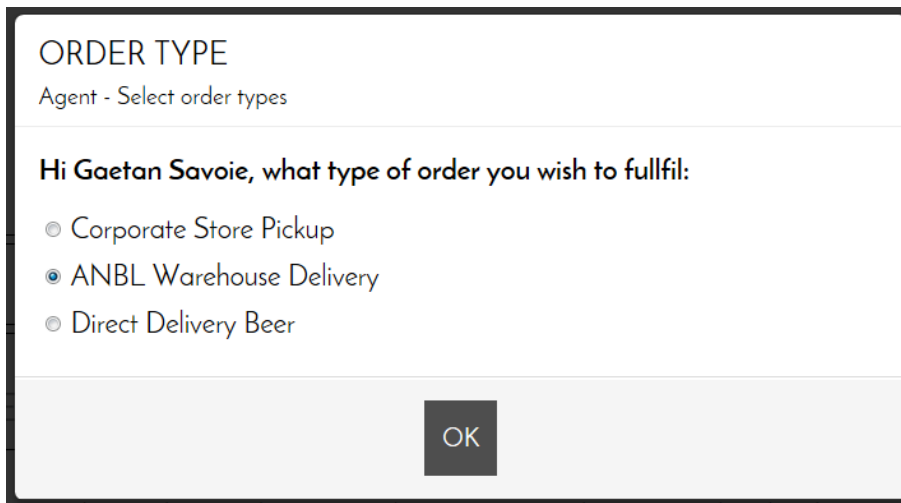 ORDER TYPE
Agent - Select order types
Hi Gaetan Savoie, what type of order you wish to fullfil:
Corporate Store Pickup
ANBL Warehouse Delivery
Direct Delivery Beer
OK